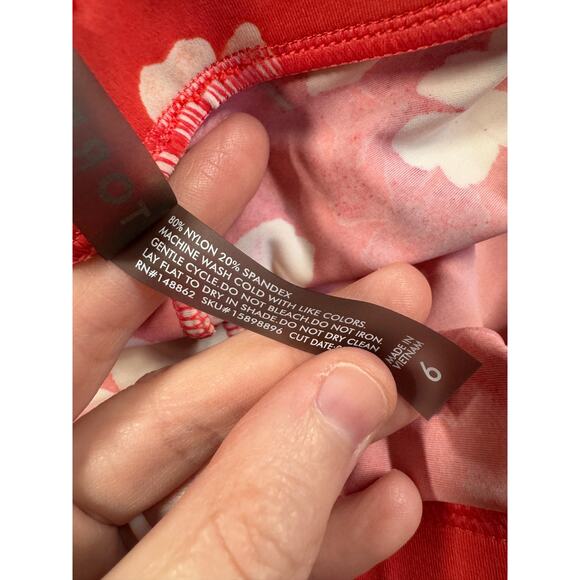 80% NYLON 20% SPANDEX
MACHINE WASH COLD WITH LIKE COLORS.
GENTLE CYCLE.DO NOT BLEACH.DO NOT IRON.
LAY FLAT TO DRY IN SHADE.DO NOT DRY CLEAN
RN#148862 SKU#15898896 CUT DATE:
MADE IN
VIETNAM
6